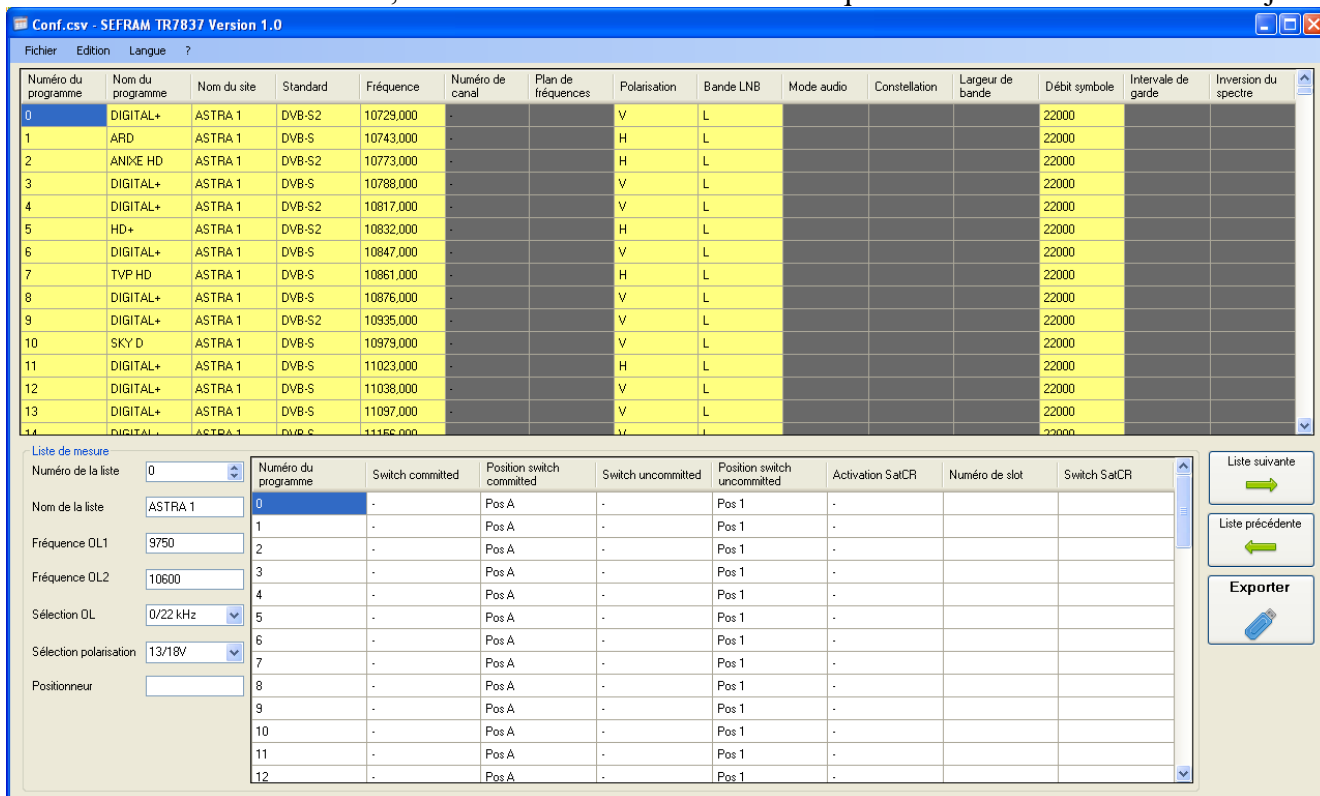 Conf.csv - SEFRAM TR7837 Version 1.0
Fichier Edition Langue ?
Numéro du programme Nom du programme Nom du site Standard Fréquence Numéro de canal Plan de fréquences Polarisation Bande LNB Mode audio Constellation Largeur de bande Débit symbole Intervale de garde Inversion du spectre
0 DIGITAL+ ASTRA 1 DVB-S2 10729,000 - V L 22000
1 ARD ASTRA 1 DVB-S 10743,000 - H L 22000
2 ANIXE HD ASTRA 1 DVB-S2 10773,000 - H L 22000
3 DIGITAL+ ASTRA 1 DVB-S 10788,000 - V L 22000
4 DIGITAL+ ASTRA 1 DVB-S2 10817,000 - V L 22000
5 HD+ ASTRA 1 DVB-S2 10832,000 - H L 22000
6 DIGITAL+ ASTRA 1 DVB-S 10847,000 - V L 22000
7 TVP HD ASTRA 1 DVB-S 10861,000 - H L 22000
8 DIGITAL+ ASTRA 1 DVB-S 10876,000 - V L 22000
9 DIGITAL+ ASTRA 1 DVB-S2 10935,000 - V L 22000
10 SKY D ASTRA 1 DVB-S 10979,000 - V L 22000
11 DIGITAL+ ASTRA 1 DVB-S 11023,000 - H L 22000
12 DIGITAL+ ASTRA 1 DVB-S 11038,000 - V L 22000
13 DIGITAL+ ASTRA 1 DVB-S 11097,000 - V L 22000
14 DIGITAL+ ASTRA 1 DVB-S 11156,000 V L 22000
Liste de mesure
Numéro de la liste 0
Nom de la liste ASTRA 1
Fréquence OL1 9750
Fréquence OL2 10600
Sélection OL 0/22 kHz
Sélection polarisation 13/18V
Positionneur
Numéro du programme Switch committed Position switch committed Switch uncommitted Position switch uncommitted Activation SatCR Numéro de slot Switch SatCR
0 - Pos A - Pos 1 -
1 - Pos A - Pos 1 -
2 - Pos A - Pos 1 -
3 - Pos A - Pos 1 -
4 - Pos A - Pos 1 -
5 - Pos A - Pos 1 -
6 - Pos A - Pos 1 -
7 - Pos A - Pos 1 -
8 - Pos A - Pos 1 -
9 - Pos A - Pos 1 -
10 - Pos A - Pos 1 -
11 - Pos A - Pos 1 -
12 - Pos A - Pos 1 -
Liste suivante
Liste précédente
Exporter